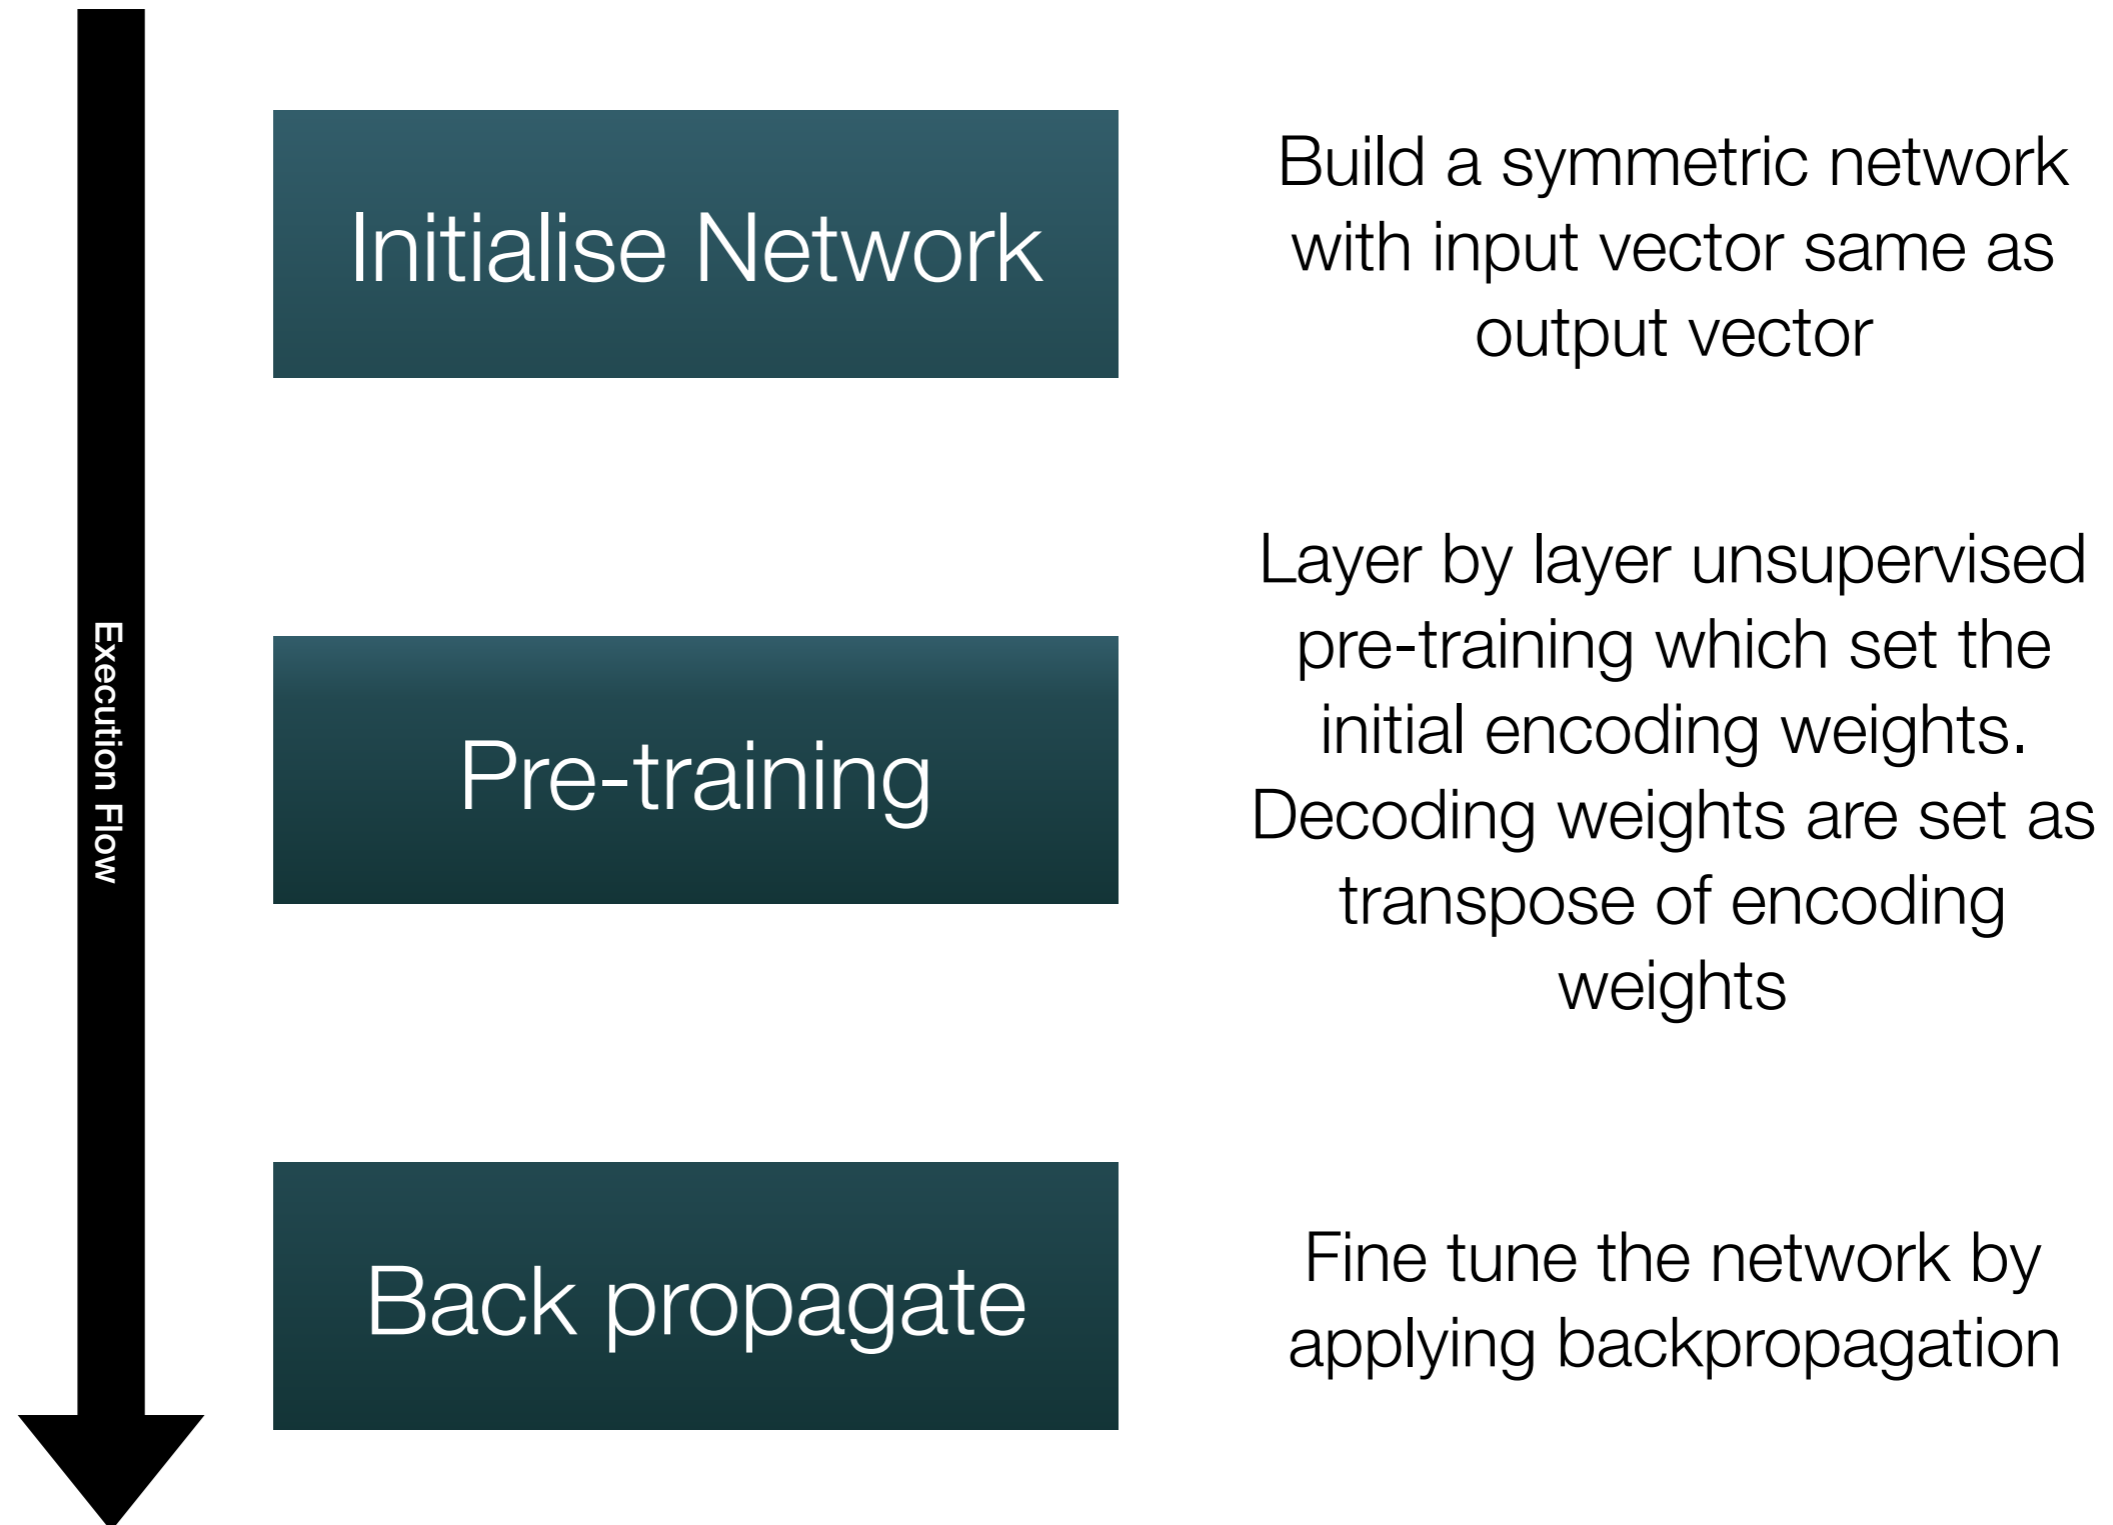 Execution Flow
Initialise Network
Build a symmetric network
with input vector same as
output vector
Pre-training
Layer by layer unsupervised
pre-training which set the
initial encoding weights.
Decoding weights are set as
transpose of encoding
weights
Back propagate
Fine tune the network by
applying backpropagation